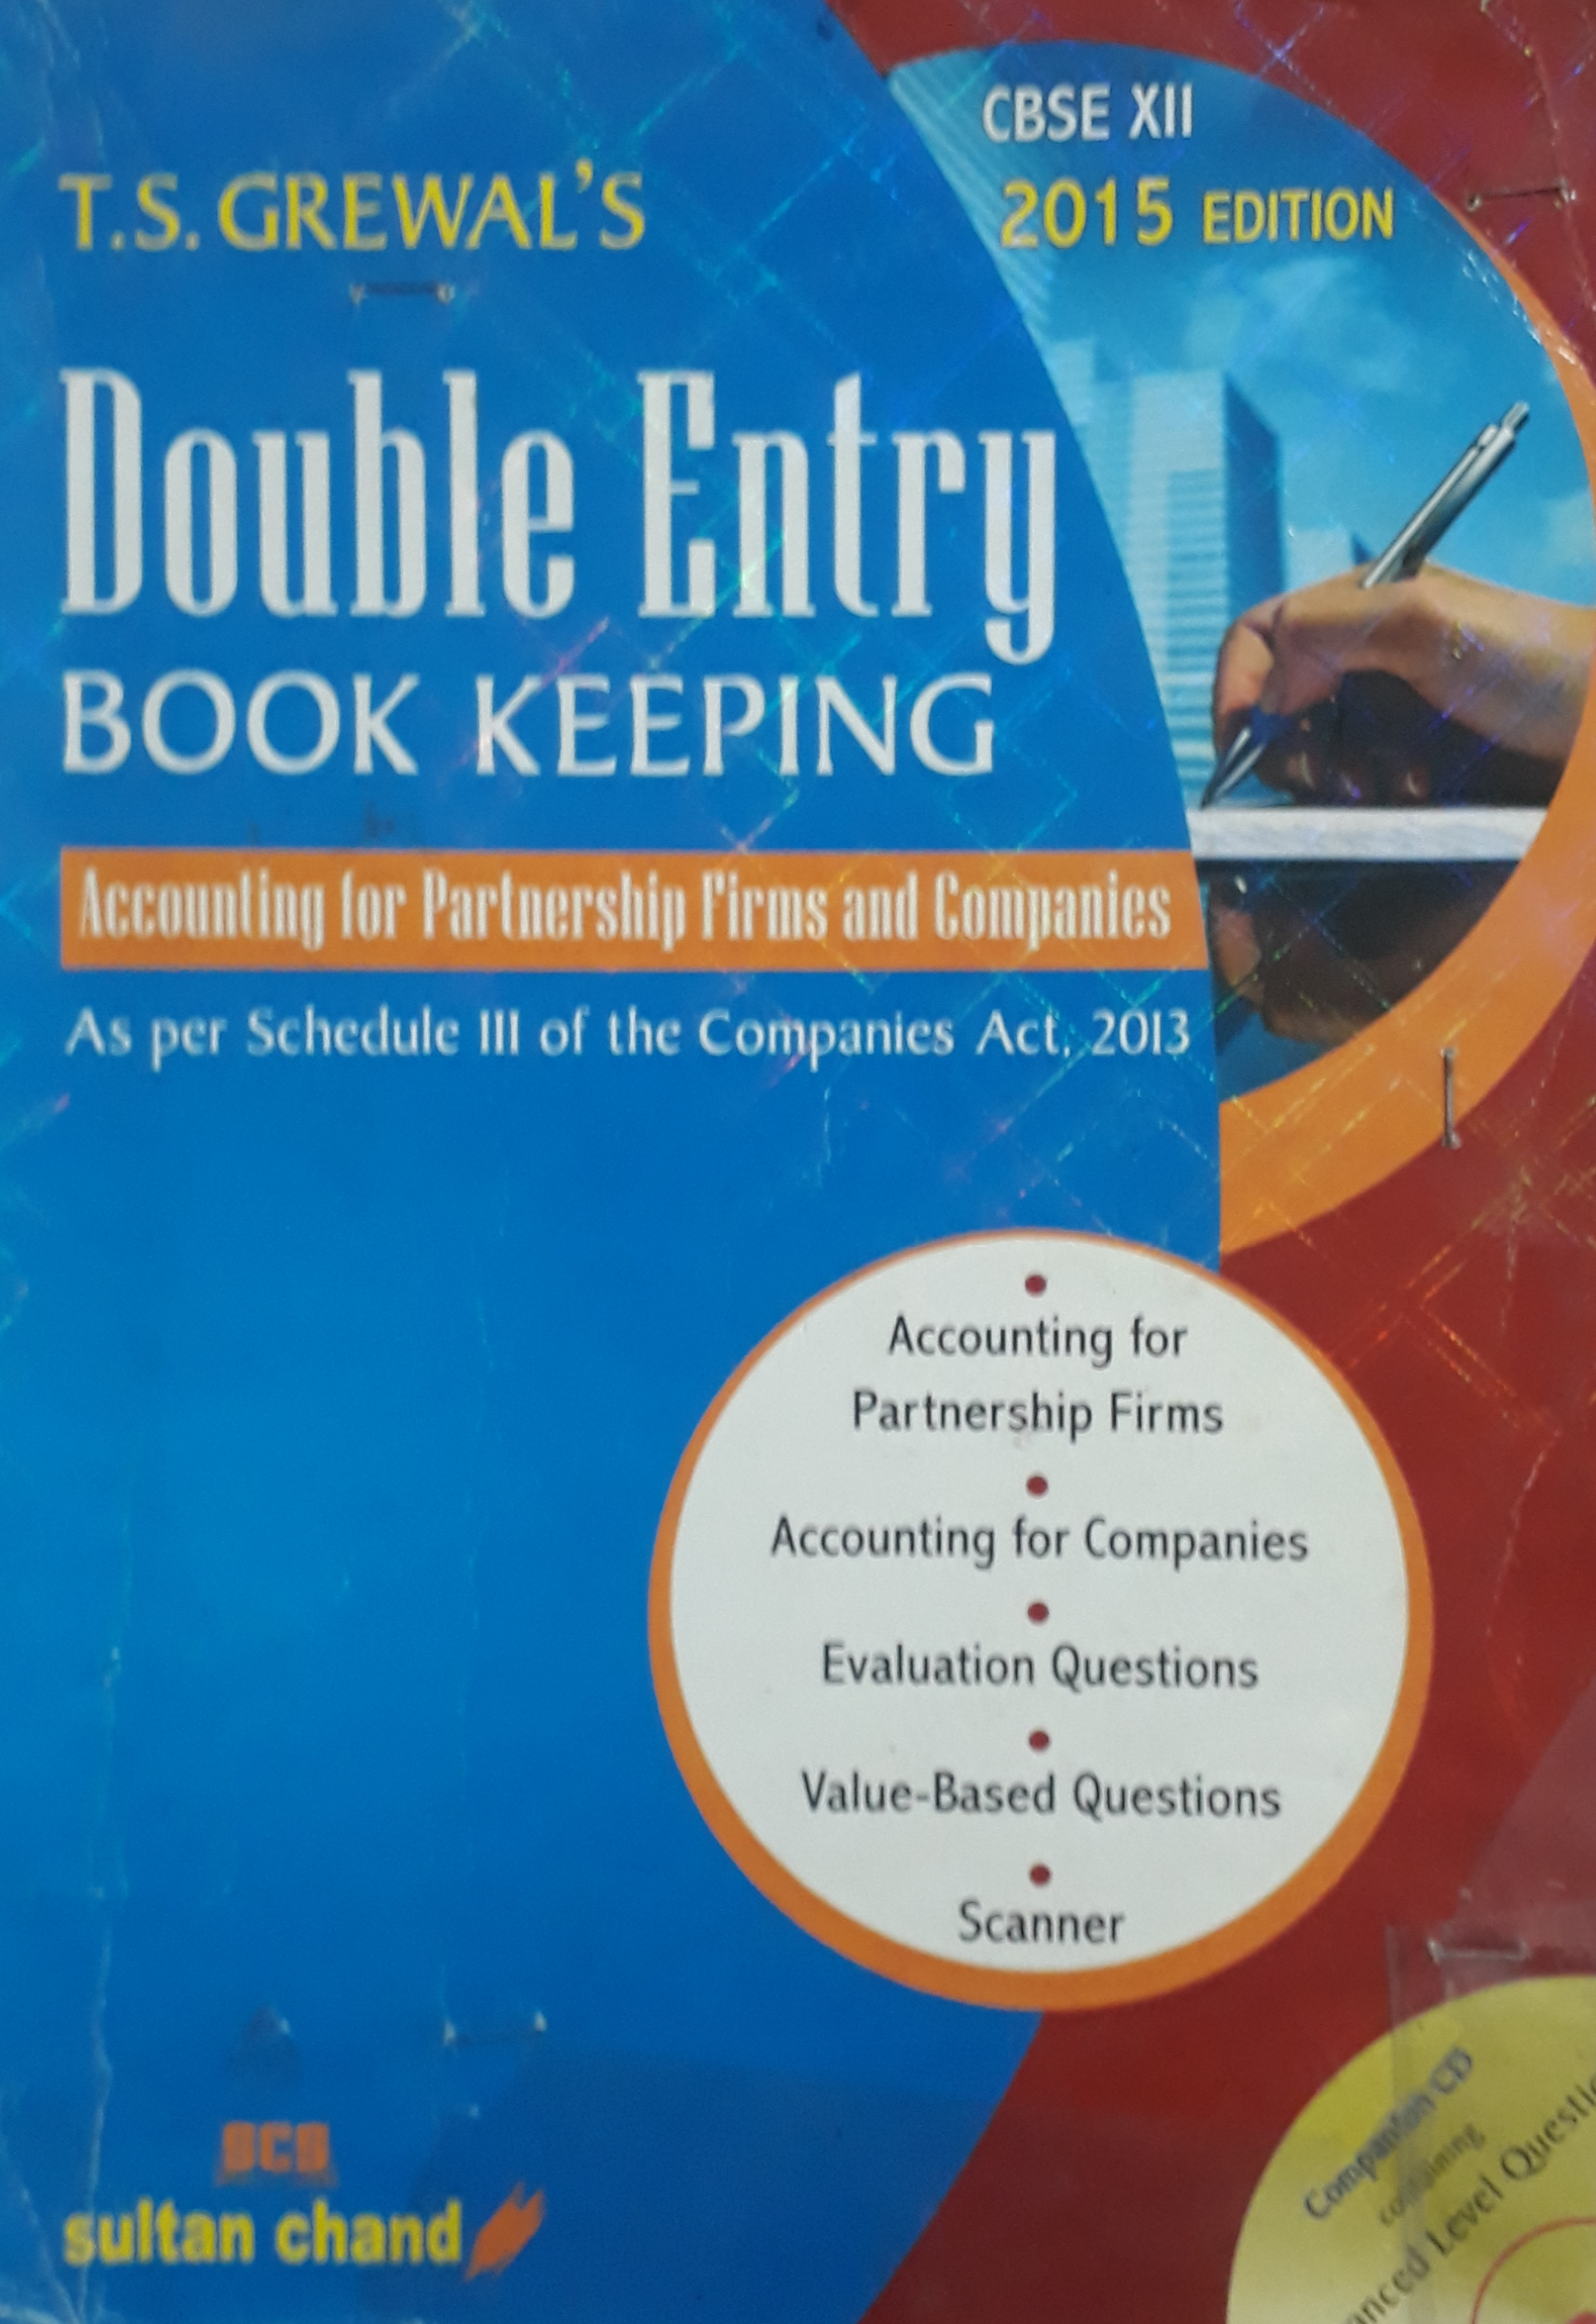 CBSE XII
2015 EDITION
T.S. GREWAL'S
Double Entry
BOOK KEEPING
Accounting for Partnership Firms and Companies
As per Schedule III of the Companies Act, 2013
•
Accounting for
Partnership Firms
•
Accounting for Companies
•
Evaluation Questions
•
Value-Based Questions
•
Scanner
SCS
sultan chand
Companion CD
containing
Level